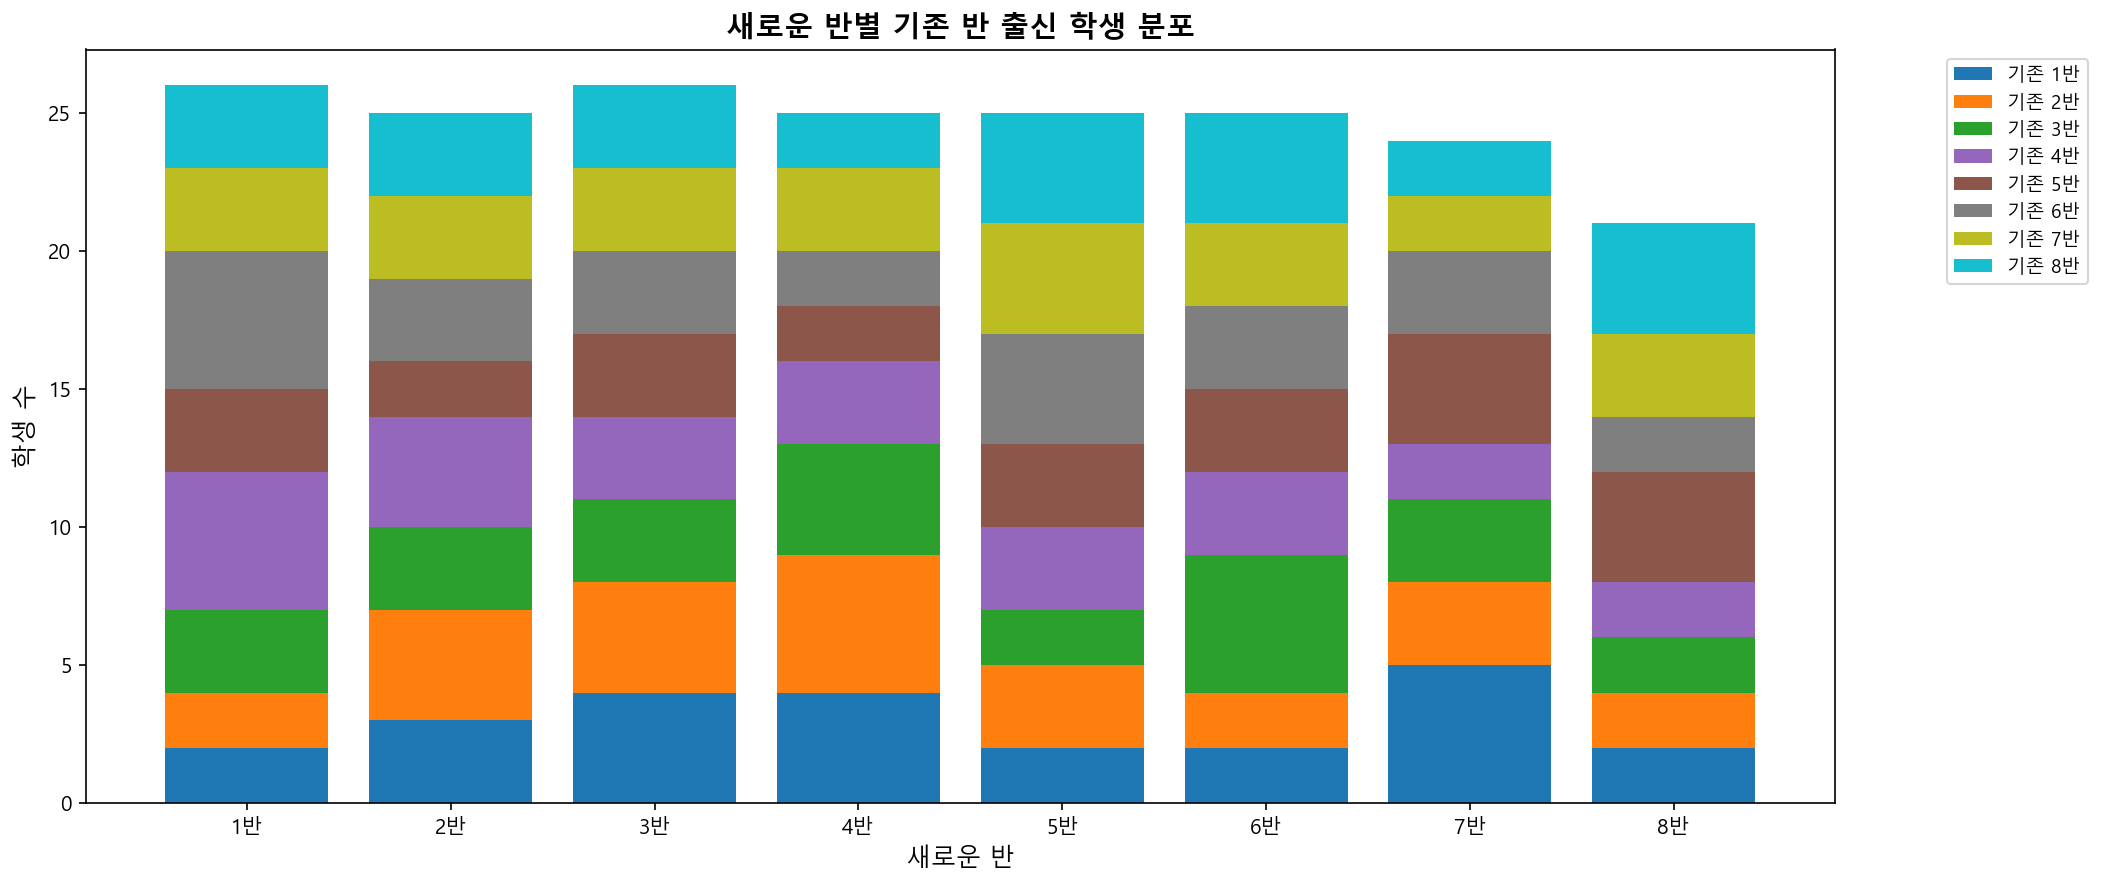 새로운 반별 기존 반 출신 학생 분포
기존 1반
기존 2반
기존 3반
기존 4반
기존 5반
기존 6반
기존 7반
기존 8반
학생 수
25
20
15
10
5
0
1반 2반 3반 4반 5반 6반 7반 8반
새로운 반